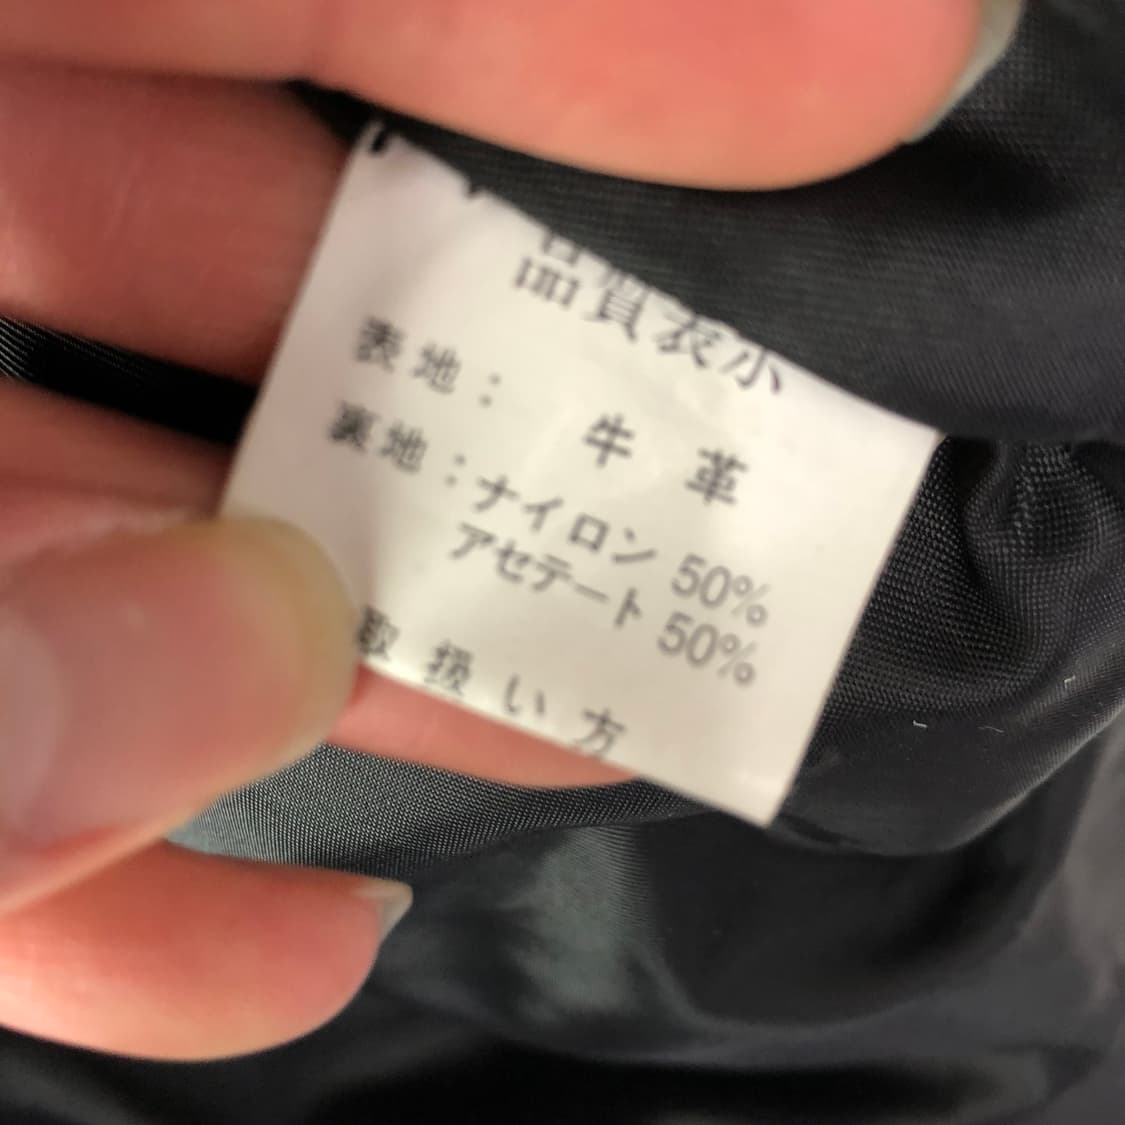 品質表示
表地: 牛 革
裏地:ナイロン 50%
アセテート 50%
取 扱 い 方